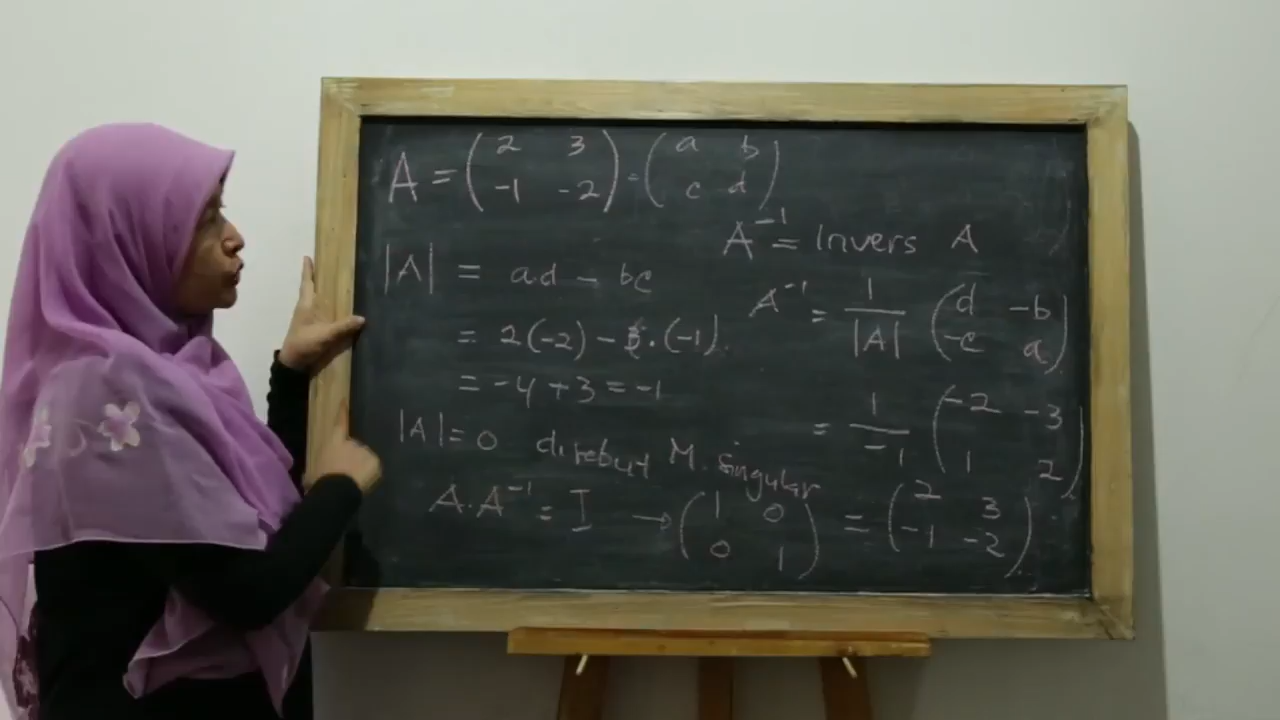 A = (2 3 -1 -2) = (a b c d)
|A| = ad - bc
= 2(-2) - 3.(-1).
= -4 + 3 = -1
|A| = 0 disebut M. singular
A.A⁻¹ = I → (1 0 0 1)
A⁻¹ = Invers A
A⁻¹ = 1/|A| (d -b -c a)
= 1/-1 (-2 -3 1 2)
= (2 3 -1 -2)